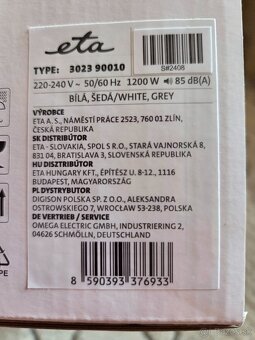 eta
S#2408
TYPE: 3023 90010
220-240 V ~ 50/60 Hz 1200 W 85 dB(A)
BÍLÁ, ŠEDÁ/WHITE, GREY
VÝROBCE
ETA A. S., NÁMĚSTÍ PRÁCE 2523, 760 01 ZLÍN,
ČESKÁ REPUBLIKA
SK DISTRIBUTÉR
ETA - SLOVAKIA, SPOL S R.O., STARÁ VAJNORSKÁ
8, 831 04, BRATISLAVA 3, SLOVENSKÁ REPUBLIKA
HU DISZTRIBÚTOR
ETA HUNGARY KFT., ÉPÍTÉSZ U. 8-12., 1116
BUDAPEST, MAGYARORSZÁG
PL DYSTRYBUTOR
DIGISON POLSKA SP. Z O.O., ALEKSANDRA
OSTROWSKIEGO 7, WROCŁAW 53-238, POLSKA
DE VERTRIEB / SERVICE
OMEGA ELECTRIC GMBH, INDUSTRIERING 2,
04626 SCHMÖLLN, DEUTSCHLAND
8 590393 376933